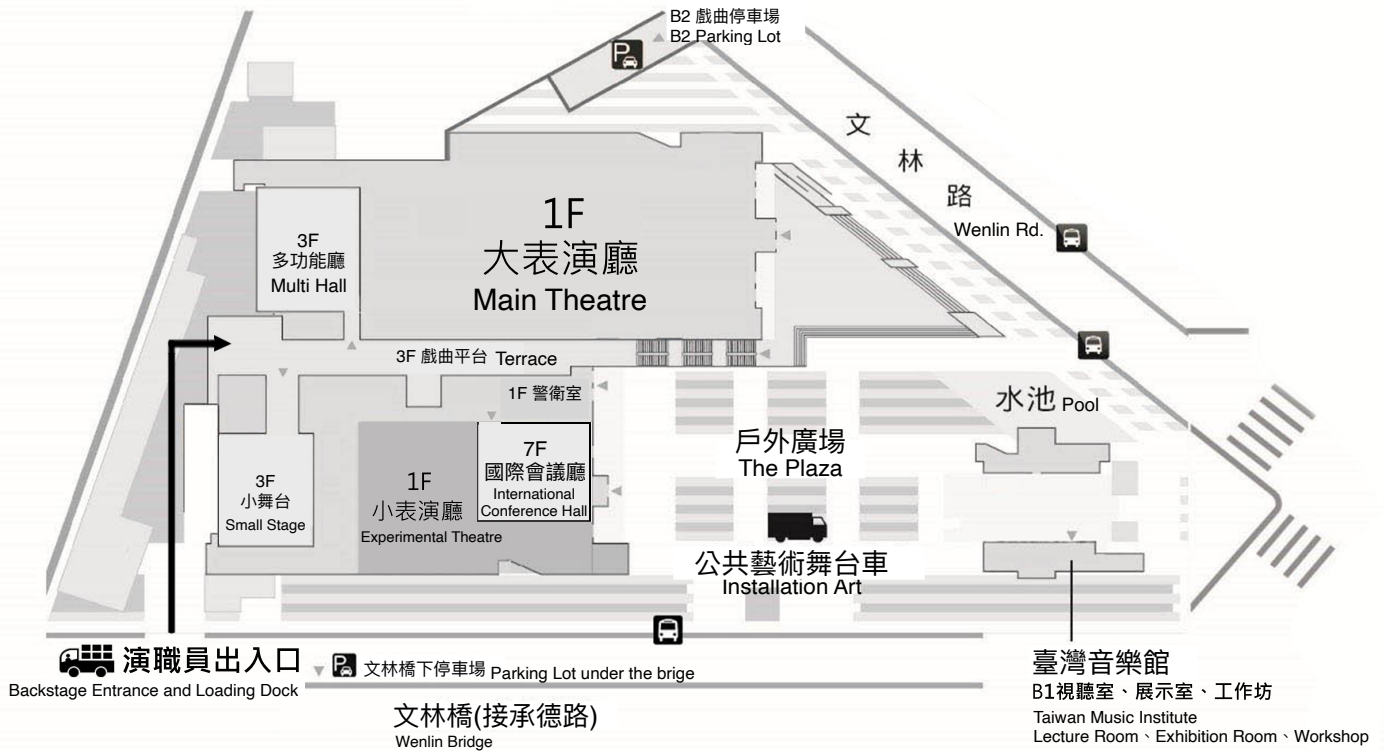 B2 戲曲停車場
B2 Parking Lot
文
林
路
Wenlin Rd.
1F
大表演廳
Main Theatre
3F
多功能廳
Multi Hall
3F 戲曲平台 Terrace
1F 警衛室
水池 Pool
戶外廣場
The Plaza
7F
國際會議廳
International
Conference Hall
1F
小表演廳
Experimental Theatre
3F
小舞台
Small Stage
公共藝術舞台車
Installation Art
演職員出入口
Backstage Entrance and Loading Dock
文林橋下停車場 Parking Lot under the brige
文林橋(接承德路)
Wenlin Bridge
臺灣音樂館
B1視聽室、展示室、工作坊
Taiwan Music Institute
Lecture Room、Exhibition Room、Workshop